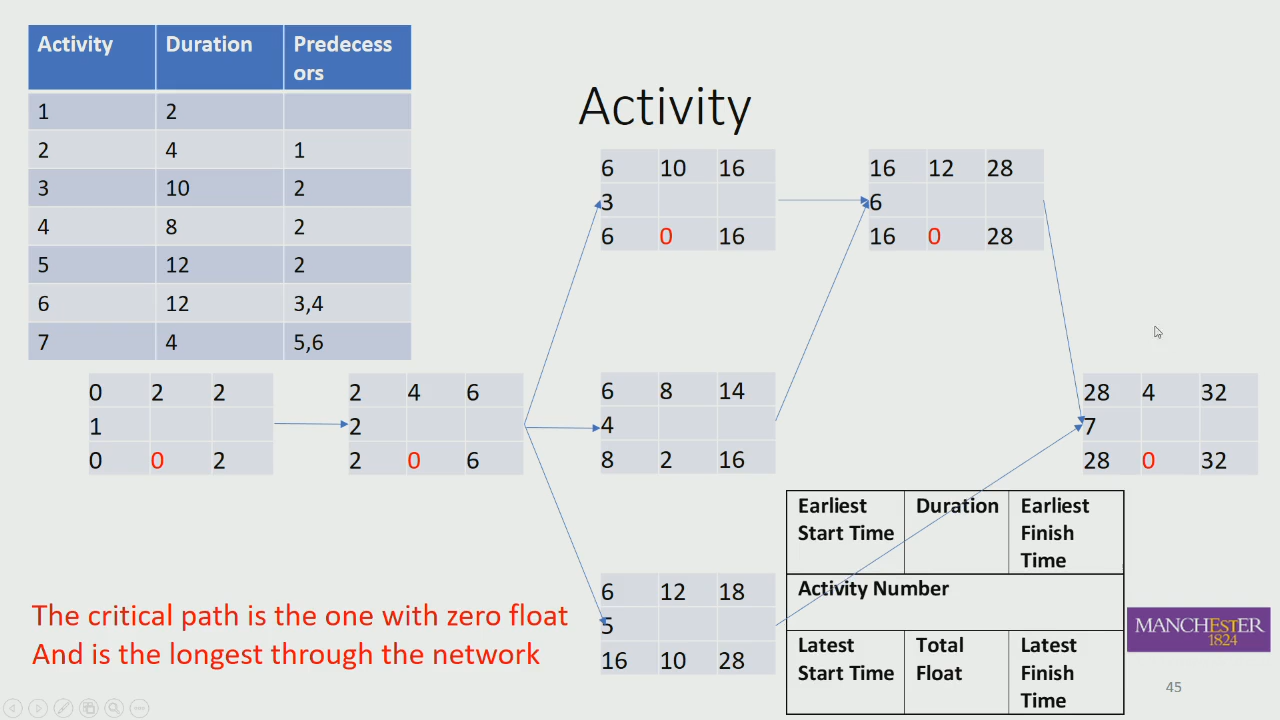 Activity Duration Predecess
ors
1 2
2 4 1
3 10 2
4 8 2
5 12 2
6 12 3,4
7 4 5,6
Activity
6 10 16
3
6 0 16
16 12 28
6
16 0 28
0 2 2
1
0 0 2
2 4 6
2
2 0 6
6 8 14
4
8 2 16
28 4 32
7
28 0 32
6 12 18
5
16 10 28
Earliest Duration Earliest
Start Time Finish
Time
Activity Number
Latest Total Latest
Start Time Float Finish
Time
The critical path is the one with zero float
And is the longest through the network
MANCHESTER
1824
45